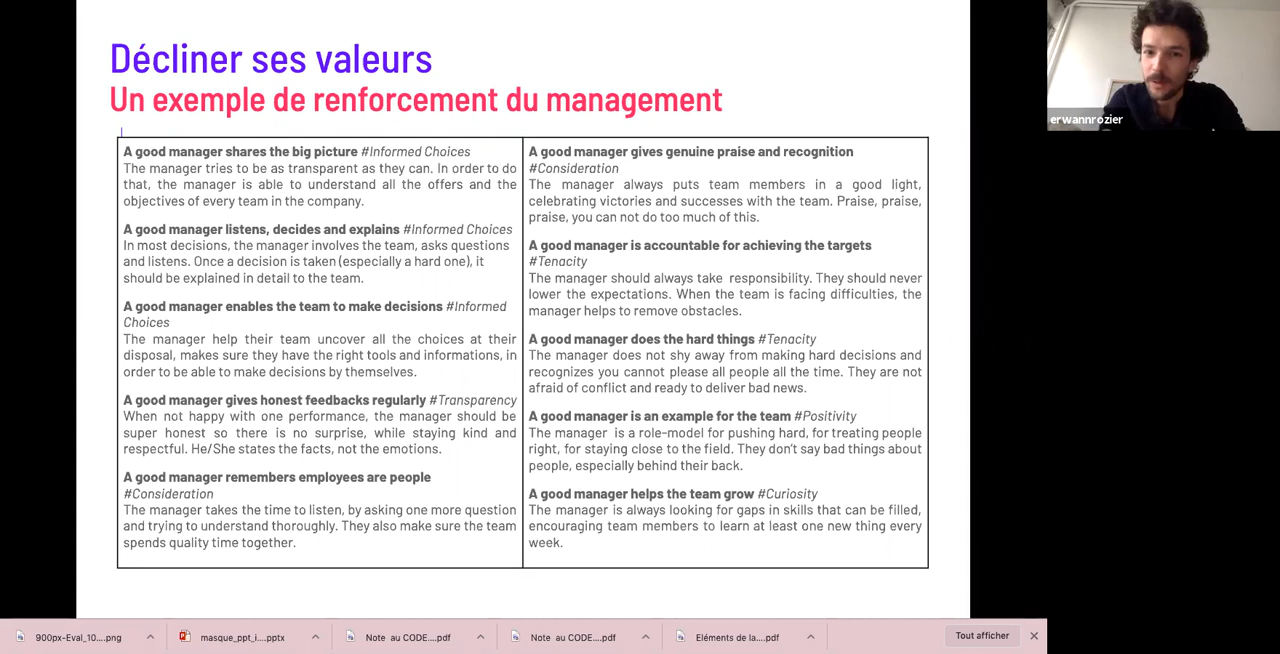 Décliner ses valeurs
Un exemple de renforcement du management
A good manager shares the big picture #Informed Choices
The manager tries to be as transparent as they can. In order to do
that, the manager is able to understand all the offers and the
objectives of every team in the company.
A good manager listens, decides and explains #Informed Choices
In most decisions, the manager involves the team, asks questions
and listens. Once a decision is taken (especially a hard one), it
should be explained in detail to the team.
A good manager enables the team to make decisions #Informed
Choices
The manager help their team uncover all the choices at their
disposal, makes sure they have the right tools and informations, in
order to be able to make decisions by themselves.
A good manager gives honest feedbacks regularly #Transparency
When not happy with one performance, the manager should be
super honest so there is no surprise, while staying kind and
respectful. He/She states the facts, not the emotions.
A good manager remembers employees are people
#Consideration
The manager takes the time to listen, by asking one more question
and trying to understand thoroughly. They also make sure the team
spends quality time together.
A good manager gives genuine praise and recognition
#Consideration
The manager always puts team members in a good light,
celebrating victories and successes with the team. Praise, praise,
praise, you can not do too much of this.
A good manager is accountable for achieving the targets
#Tenacity
The manager should always take responsibility. They should never
lower the expectations. When the team is facing difficulties, the
manager helps to remove obstacles.
A good manager does the hard things #Tenacity
The manager does not shy away from making hard decisions and
recognizes you cannot please all people all the time. They are not
afraid of conflict and ready to deliver bad news.
A good manager is an example for the team #Positivity
The manager is a role-model for pushing hard, for treating people
right, for staying close to the field. They don't say bad things about
people, especially behind their back.
A good manager helps the team grow #Curiosity
The manager is always looking for gaps in skills that can be filled,
encouraging team members to learn at least one new thing every
week.
erwannrozier
900px-Eval_10....png
masque_ppt_i....pptx
Note au CODE....pdf
Note au CODE....pdf
Eléments de la....pdf
Tout afficher